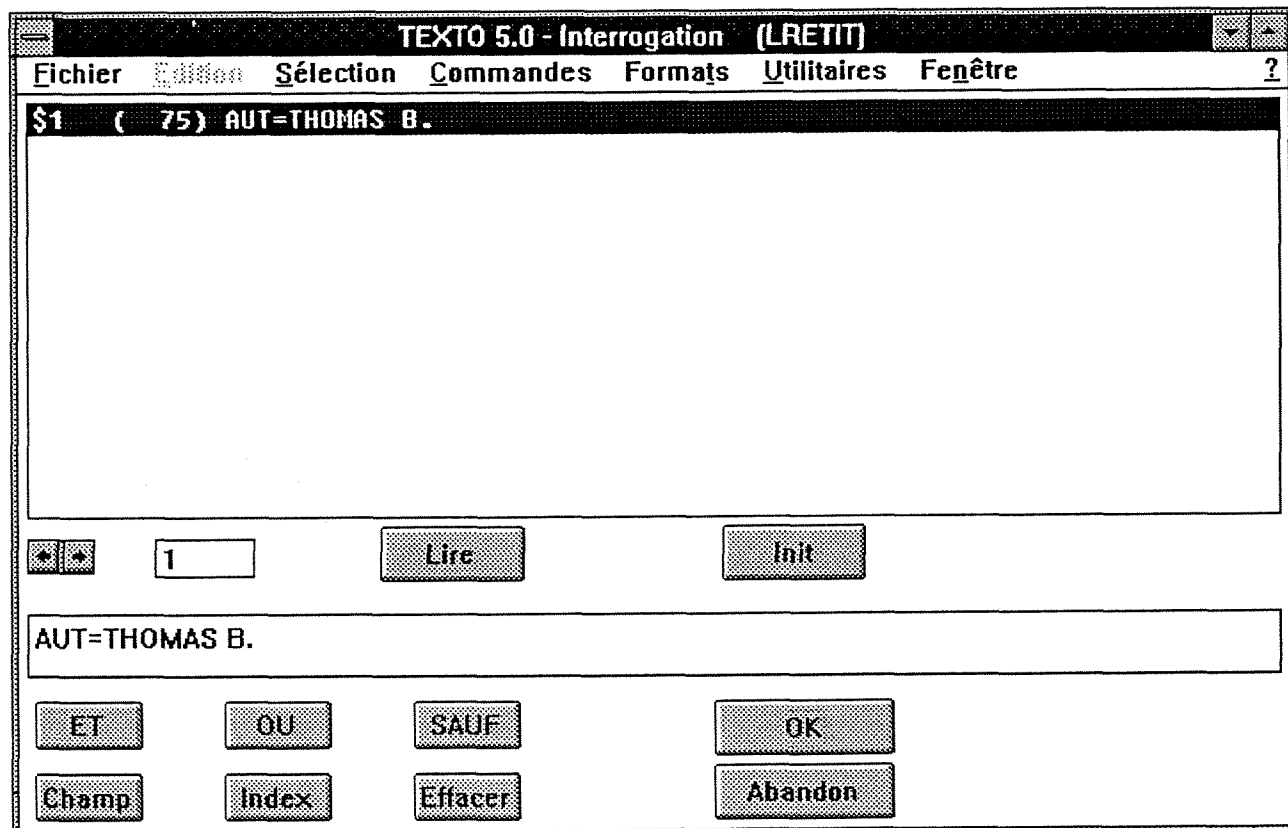 TEXTO 5.0 - Interrogation (LRETIT)
Fichier Edition Sélection Commandes Formats Utilitaires Fenêtre ?
$1 ( 75) AUT=THOMAS B.
1 Lire Init
AUT=THOMAS B.
ET OU SAUF OK
Champ Index Effacer Abandon